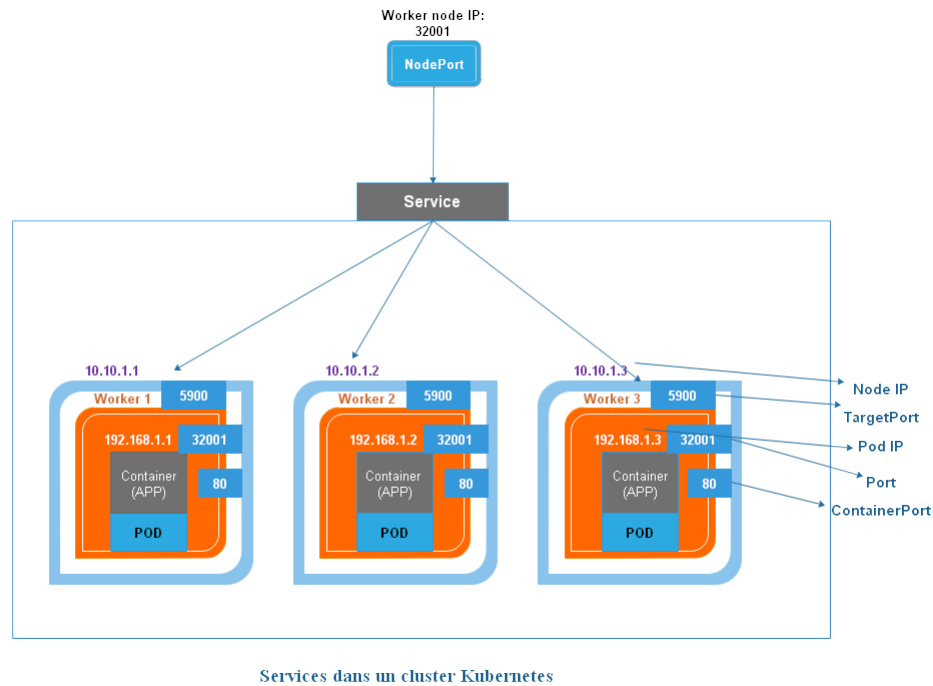 Worker node IP:
32001
NodePort
Service
10.10.1.1
10.10.1.2
10.10.1.3
5900
5900
5900
Node IP
Worker 1
Worker 2
Worker 3
TargetPort
192.168.1.1
32001
192.168.1.2
32001
192.168.1.3
32001
Pod IP
Container
(APP)
80
Container
(APP)
80
Container
(APP)
80
Port
ContainerPort
POD
POD
POD
Services dans un cluster Kubernetes